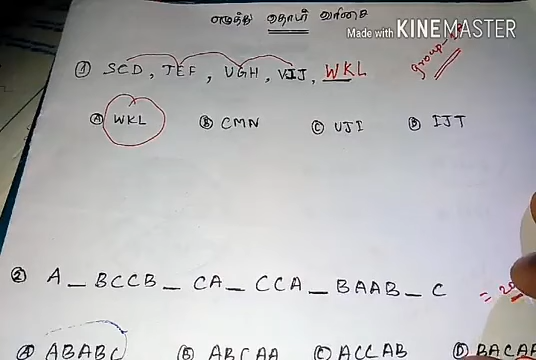 எழுத்து தொடர் வரிசை
Made with KINEMASTER
① SCD, TEF, UGH, VIJ, WKL
group-
Ⓐ WKL Ⓑ CMN Ⓒ UJI Ⓓ IJT
② A _ BCCB _ CA _ CCA _ BAAB _ C
Ⓐ ABABC Ⓑ ABCAA Ⓒ ACCAB Ⓓ BACAA